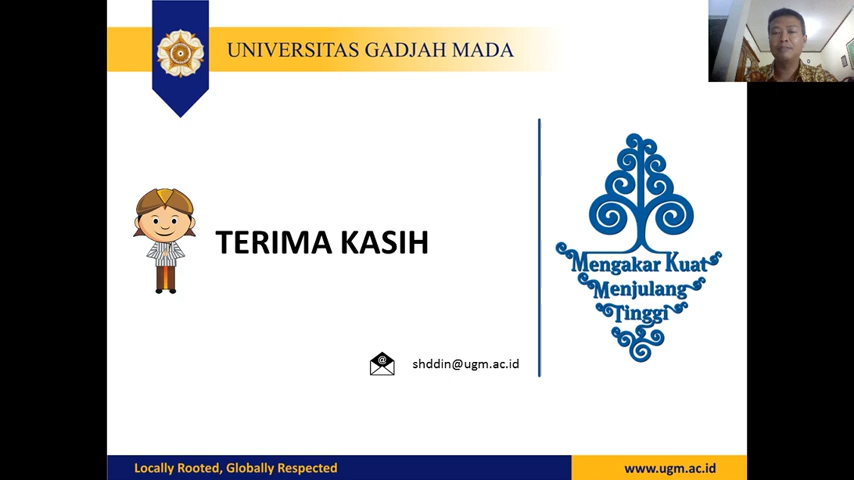 UNIVERSITAS GADJAH MADA
TERIMA KASIH
Mengakar Kuat
Menjulang
Tinggi
@
shddin@ugm.ac.id
Locally Rooted, Globally Respected
www.ugm.ac.id